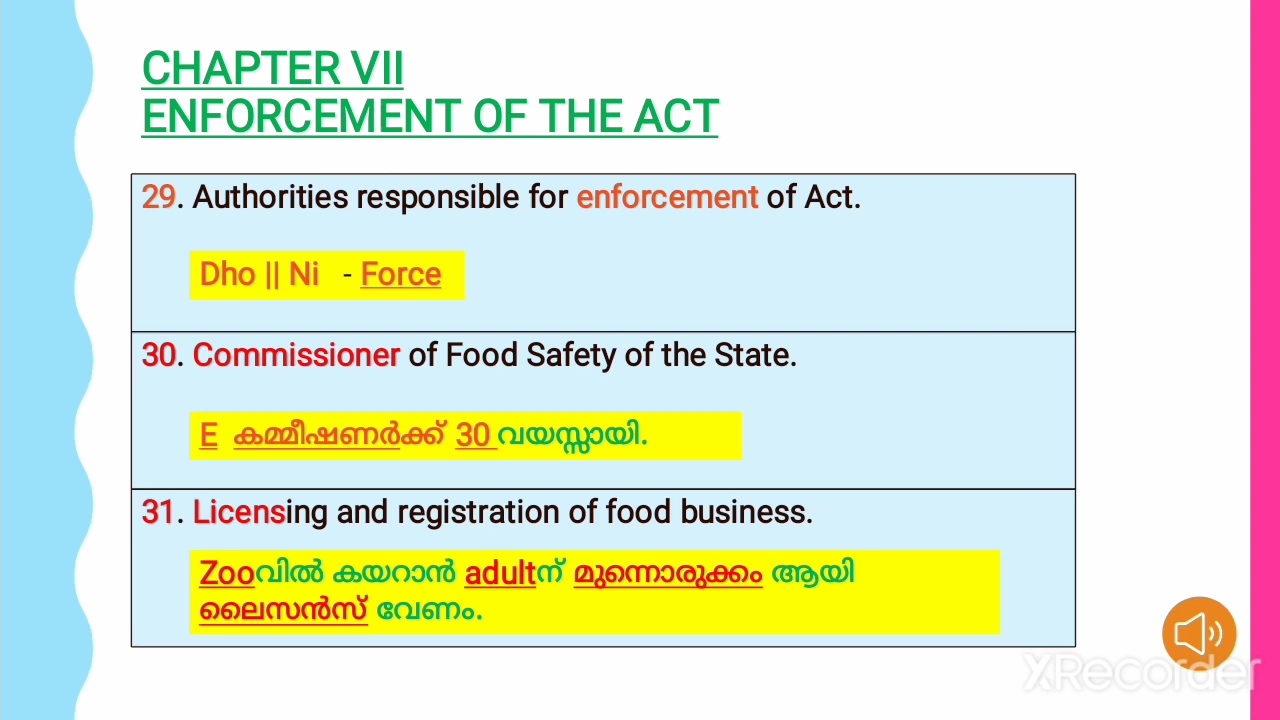 CHAPTER VII
ENFORCEMENT OF THE ACT
29. Authorities responsible for enforcement of Act.
Dho || Ni - Force
30. Commissioner of Food Safety of the State.
E കമ്മീഷണർക്ക് 30 വയസ്സായി.
31. Licensing and registration of food business.
Zooവിൽ കയറാൻ adultന് മുന്നൊരുക്കം ആയി
ലൈസൻസ് വേണം.
XRecorder